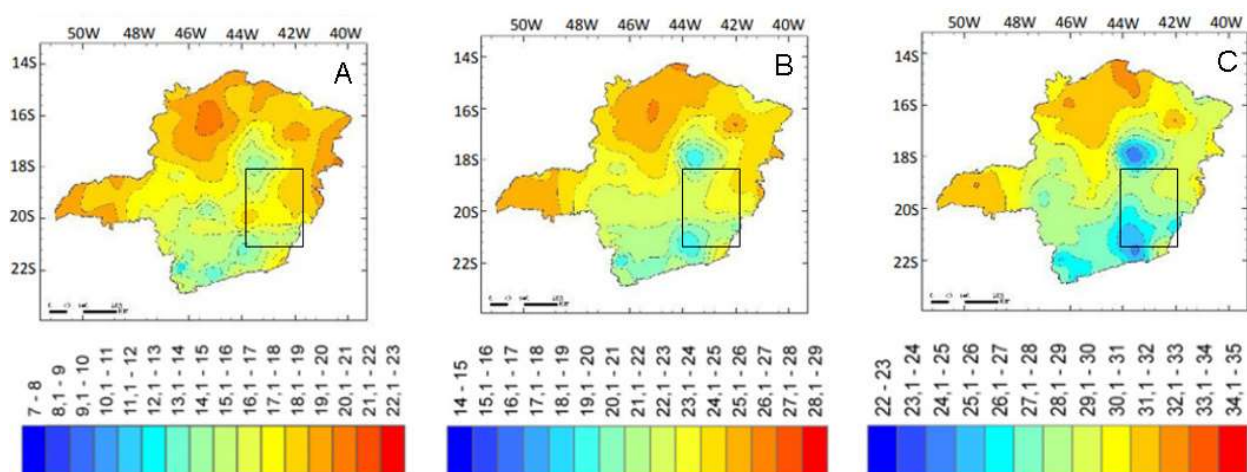 50W 48W 46W 44W 42W 40W
A
14S
16S
18S
20S
22S
7 - 8
8,1 - 9
9,1 - 10
10,1 - 11
11,1 - 12
12,1 - 13
13,1 - 14
14,1 - 15
15,1 - 16
16,1 - 17
17,1 - 18
18,1 - 19
19,1 - 20
20,1 - 21
21,1 - 22
22,1 - 23
50W 48W 46W 44W 42W 40W
B
14S
16S
18S
20S
22S
14 - 15
15,1 - 16
16,1 - 17
17,1 - 18
18,1 - 19
19,1 - 20
20,1 - 21
21,1 - 22
22,1 - 23
23,1 - 24
24,1 - 25
25,1 - 26
26,1 - 27
27,1 - 28
28,1 - 29
50W 48W 46W 44W 42W 40W
C
14S
16S
18S
20S
22S
22 - 23
23,1 - 24
24,1 - 25
25,1 - 26
26,1 - 27
27,1 - 28
28,1 - 29
29,1 - 30
30,1 - 31
31,1 - 32
32,1 - 33
33,1 - 34
34,1 - 35